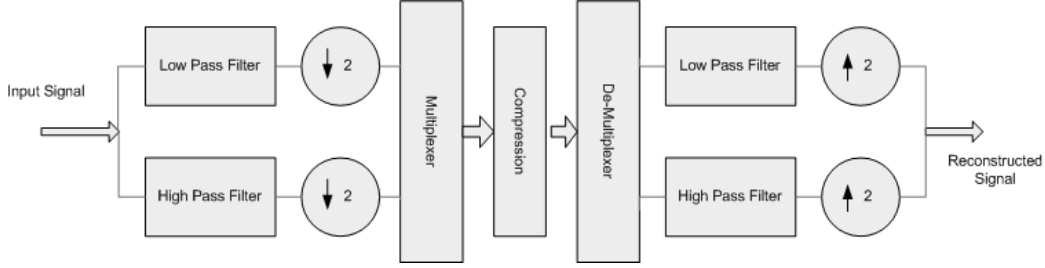 Input Signal
Low Pass Filter
2
High Pass Filter
2
Multiplexer
Compression
De-Multiplexer
Low Pass Filter
2
High Pass Filter
2
Reconstructed
Signal